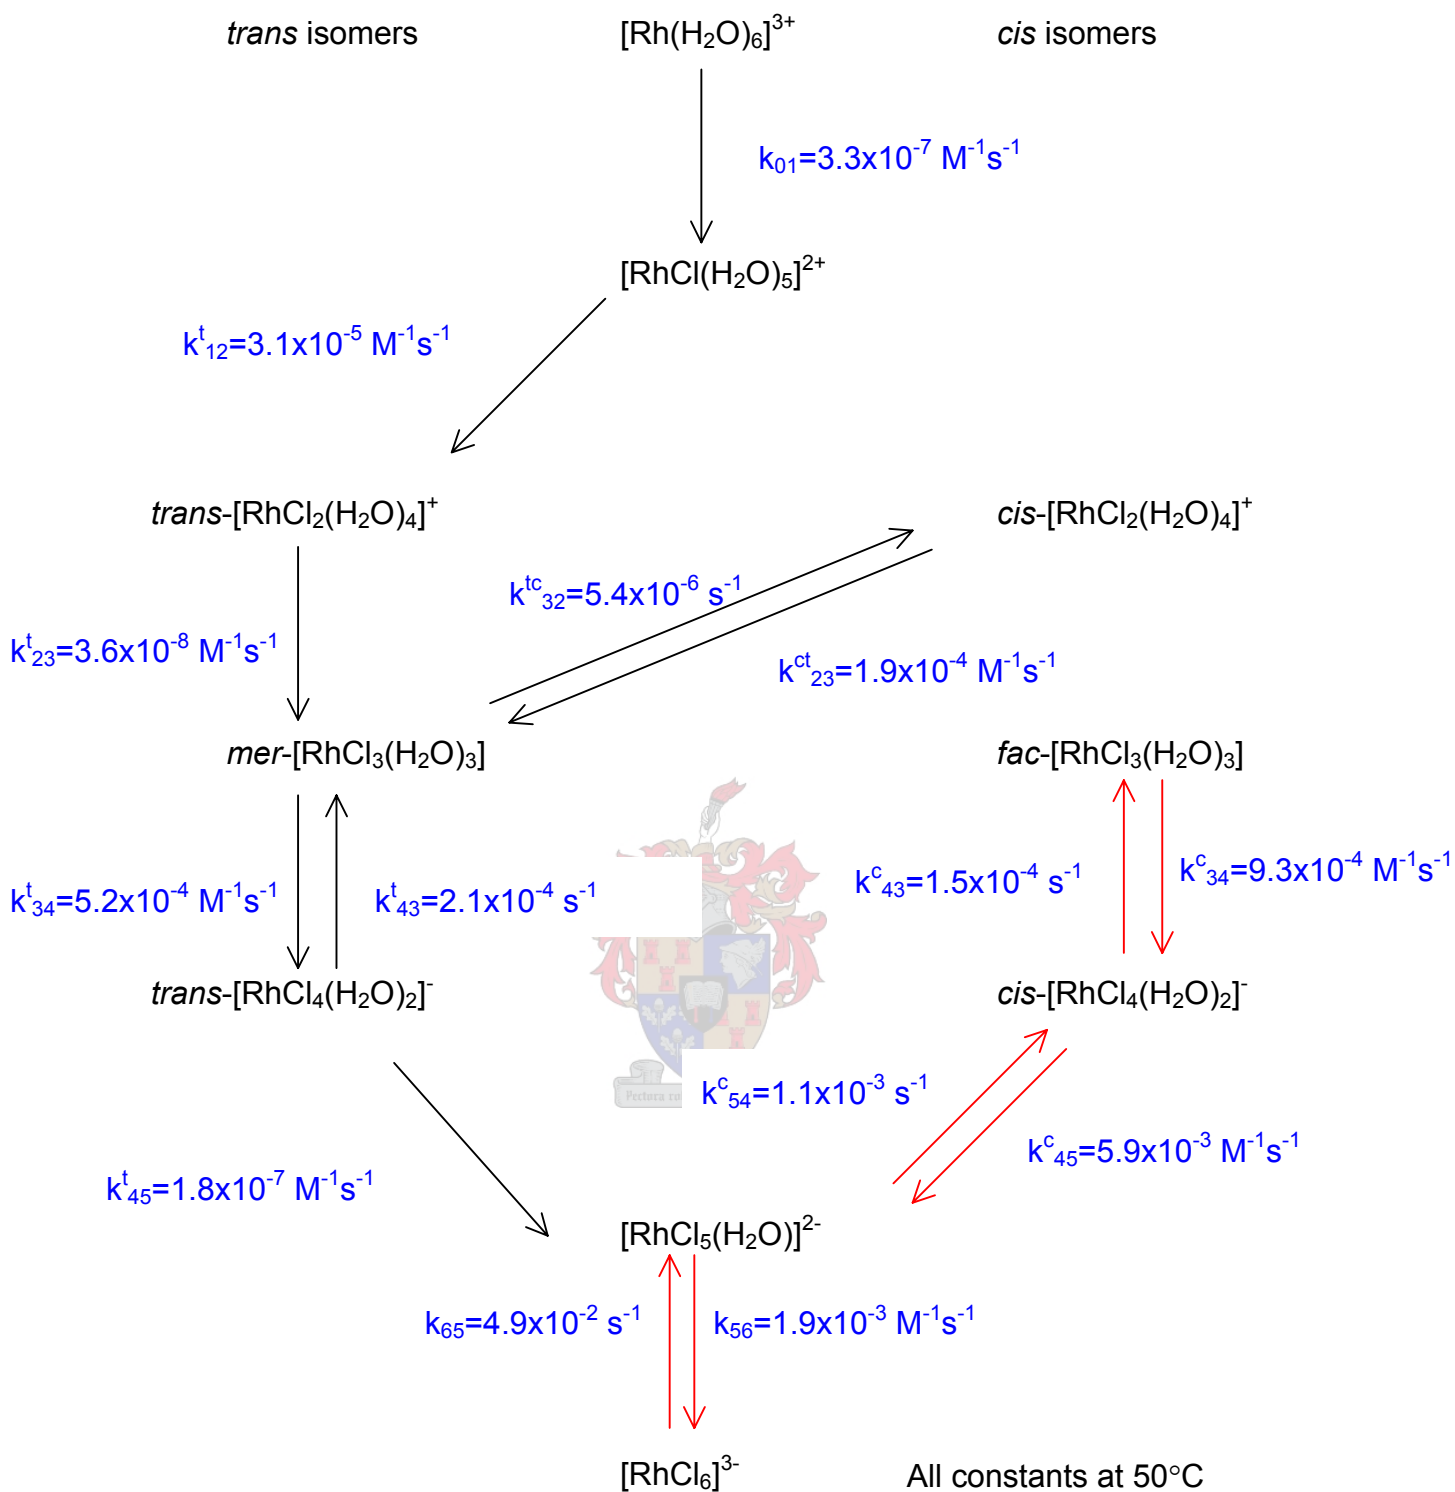 trans isomers [Rh(H₂O)₆]³⁺ cis isomers
k₀₁=3.3x10⁻⁷ M⁻¹s⁻¹
[RhCl(H₂O)₅]²⁺
kᵗ₁₂=3.1x10⁻⁵ M⁻¹s⁻¹
trans-[RhCl₂(H₂O)₄]⁺ cis-[RhCl₂(H₂O)₄]⁺
kᵗᶜ₃₂=5.4x10⁻⁶ s⁻¹
kᵗ₂₃=3.6x10⁻⁸ M⁻¹s⁻¹ kᶜᵗ₂₃=1.9x10⁻⁴ M⁻¹s⁻¹
mer-[RhCl₃(H₂O)₃] fac-[RhCl₃(H₂O)₃]
kᵗ₃₄=5.2x10⁻⁴ M⁻¹s⁻¹ kᵗ₄₃=2.1x10⁻⁴ s⁻¹ kᶜ₄₃=1.5x10⁻⁴ s⁻¹ kᶜ₃₄=9.3x10⁻⁴ M⁻¹s⁻¹
trans-[RhCl₄(H₂O)₂]⁻ cis-[RhCl₄(H₂O)₂]⁻
Pectora
kᶜ₅₄=1.1x10⁻³ s⁻¹
kᶜ₄₅=5.9x10⁻³ M⁻¹s⁻¹
kᵗ₄₅=1.8x10⁻⁷ M⁻¹s⁻¹
[RhCl₅(H₂O)]²⁻
k₆₅=4.9x10⁻² s⁻¹ k₅₆=1.9x10⁻³ M⁻¹s⁻¹
[RhCl₆]³⁻ All constants at 50°C